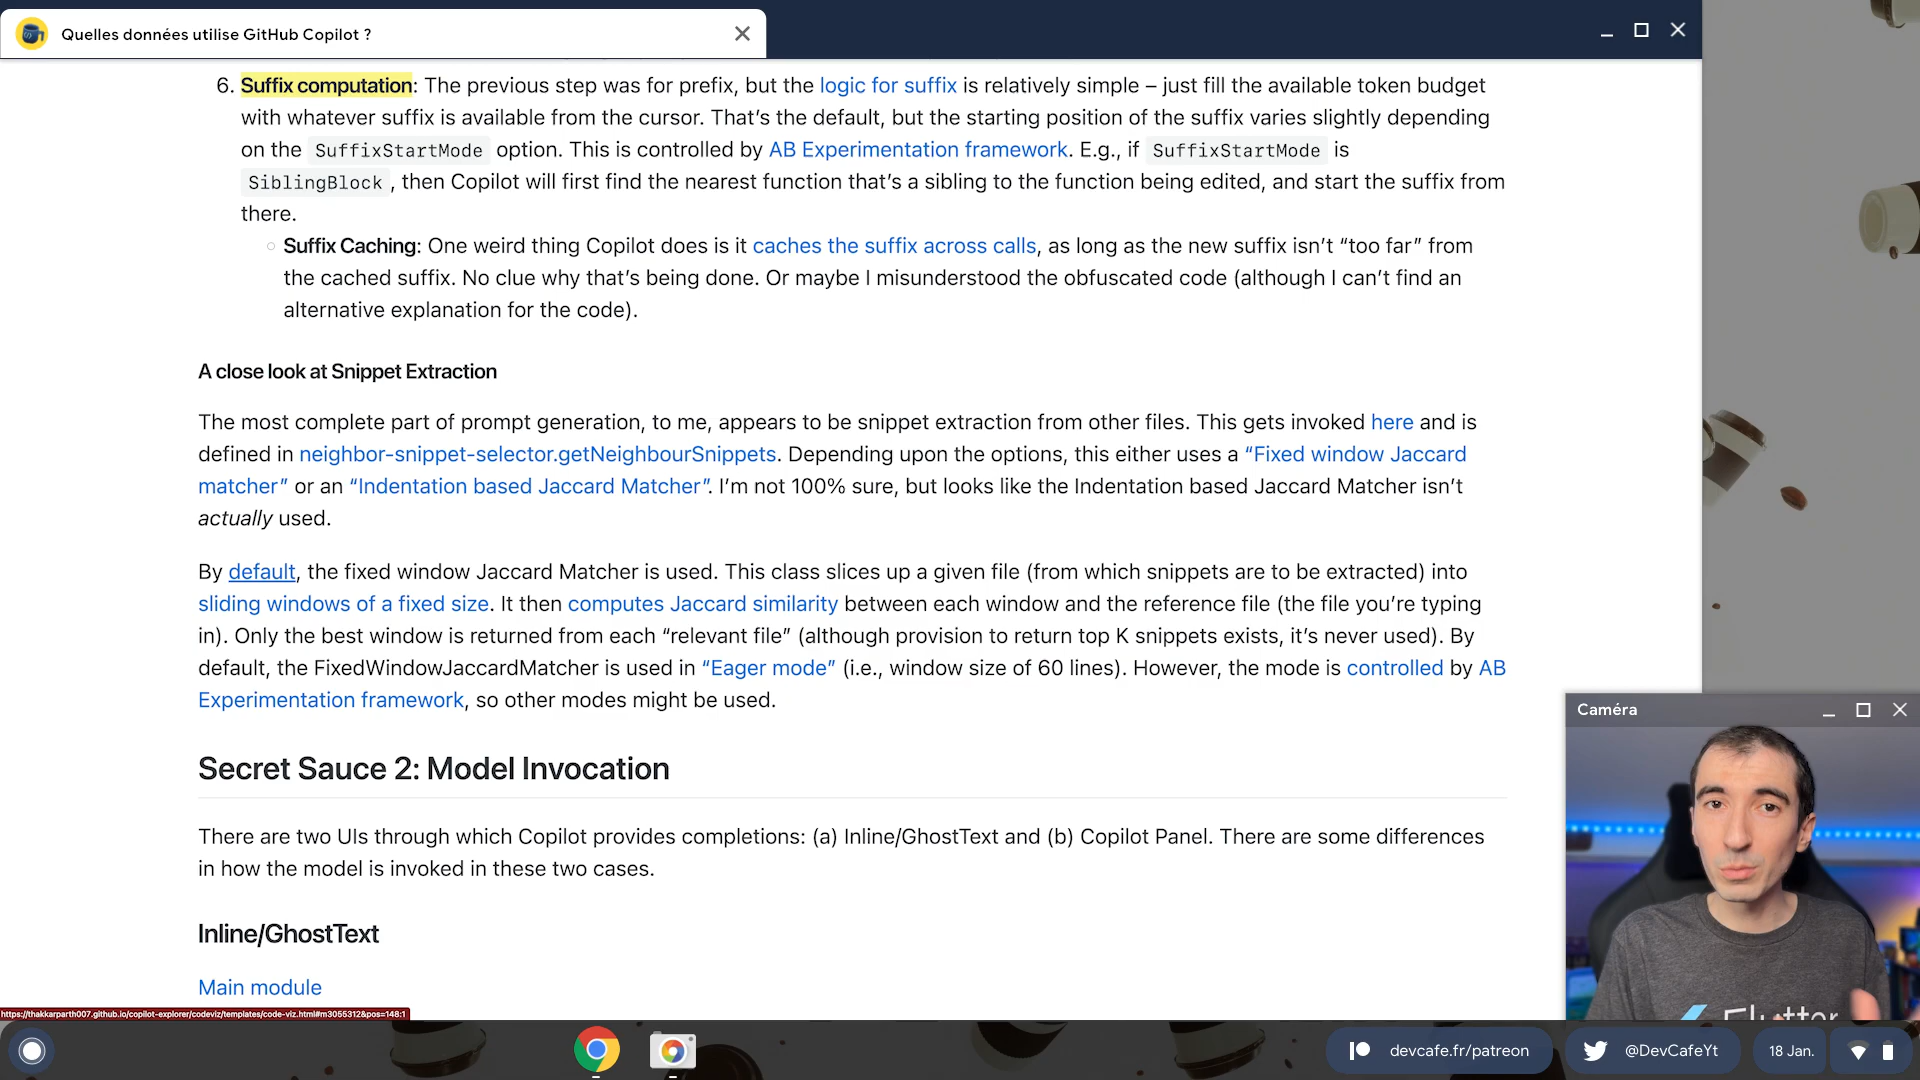 Quelles données utilise GitHub Copilot ?
6. Suffix computation: The previous step was for prefix, but the logic for suffix is relatively simple – just fill the available token budget
with whatever suffix is available from the cursor. That’s the default, but the starting position of the suffix varies slightly depending
on the SuffixStartMode option. This is controlled by AB Experimentation framework. E.g., if SuffixStartMode is
SiblingBlock , then Copilot will first find the nearest function that’s a sibling to the function being edited, and start the suffix from
there.
Suffix Caching: One weird thing Copilot does is it caches the suffix across calls, as long as the new suffix isn’t “too far” from
the cached suffix. No clue why that’s being done. Or maybe I misunderstood the obfuscated code (although I can’t find an
alternative explanation for the code).
A close look at Snippet Extraction
The most complete part of prompt generation, to me, appears to be snippet extraction from other files. This gets invoked here and is
defined in neighbor-snippet-selector.getNeighbourSnippets. Depending upon the options, this either uses a “Fixed window Jaccard
matcher” or an “Indentation based Jaccard Matcher”. I’m not 100% sure, but looks like the Indentation based Jaccard Matcher isn’t
actually used.
By default, the fixed window Jaccard Matcher is used. This class slices up a given file (from which snippets are to be extracted) into
sliding windows of a fixed size. It then computes Jaccard similarity between each window and the reference file (the file you’re typing
in). Only the best window is returned from each “relevant file” (although provision to return top K snippets exists, it’s never used). By
default, the FixedWindowJaccardMatcher is used in “Eager mode” (i.e., window size of 60 lines). However, the mode is controlled by AB
Experimentation framework, so other modes might be used.
Caméra
Secret Sauce 2: Model Invocation
There are two UIs through which Copilot provides completions: (a) Inline/GhostText and (b) Copilot Panel. There are some differences
in how the model is invoked in these two cases.
Inline/GhostText
Main module
https://thakkarparth007.github.io/copilot-explorer/codeviz/templates/code-viz.html#m3055312&pos=148:1
Flutter
devcafe.fr/patreon
@DevCafeYt
18 Jan.